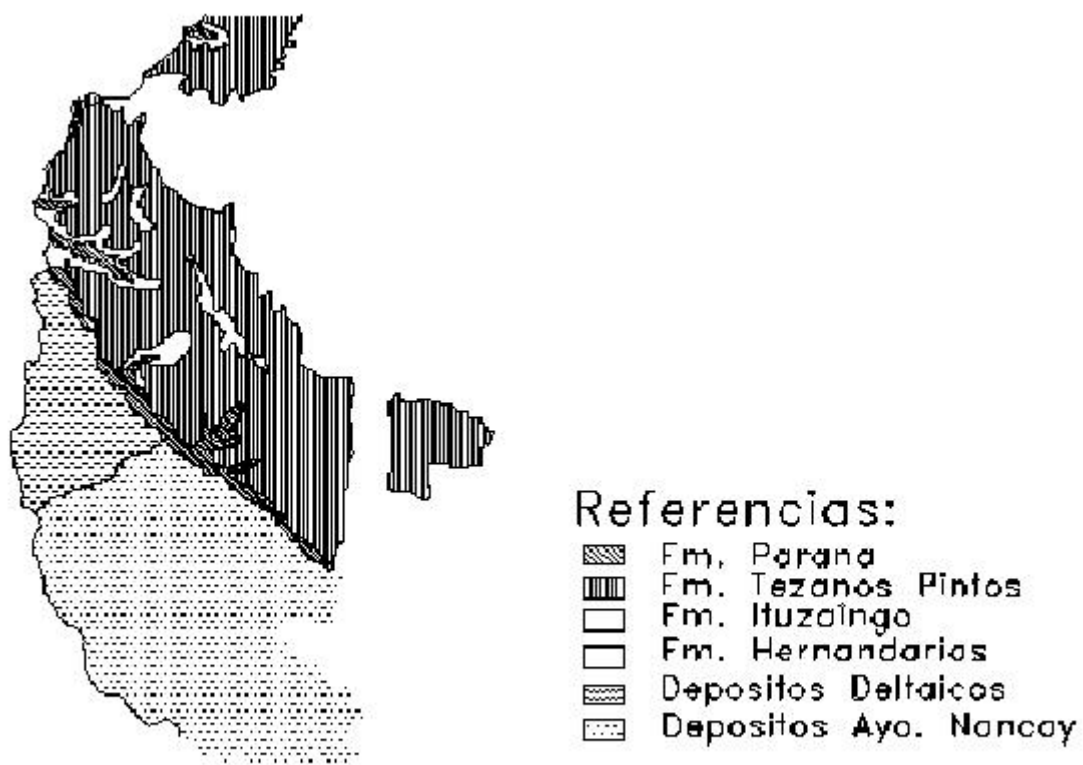 Referencias:
Fm. Parana
Fm. Tezanos Pintos
Fm. Ituzaingo
Fm. Hernandarias
Depositos Deltaicos
Depositos Ayo. Nancay